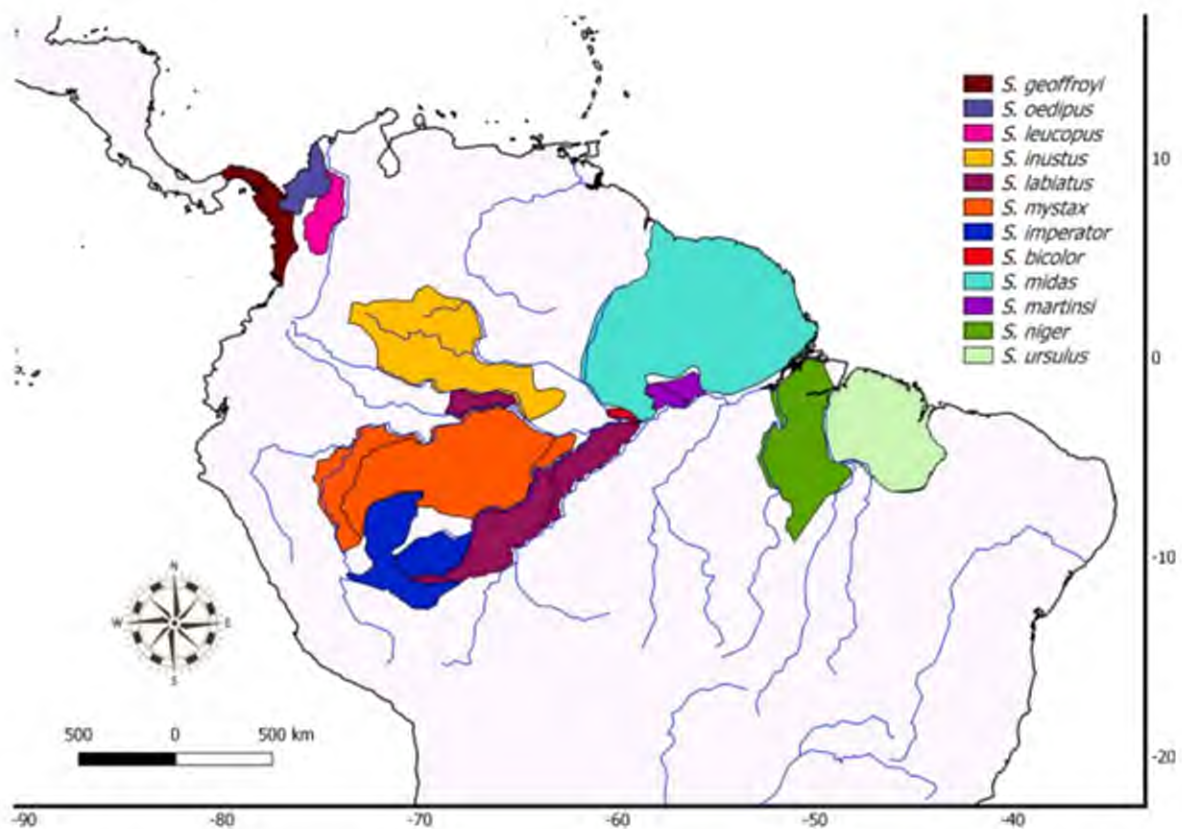 S. geoffroyi
S. oedipus
S. leucopus
S. inustus
S. labiatus
S. mystax
S. imperator
S. bicolor
S. midas
S. martinsi
S. niger
S. ursulus
10
0
-10
-20
N
W E
S
500 0 500 km
-90 -80 -70 -60 -50 -40